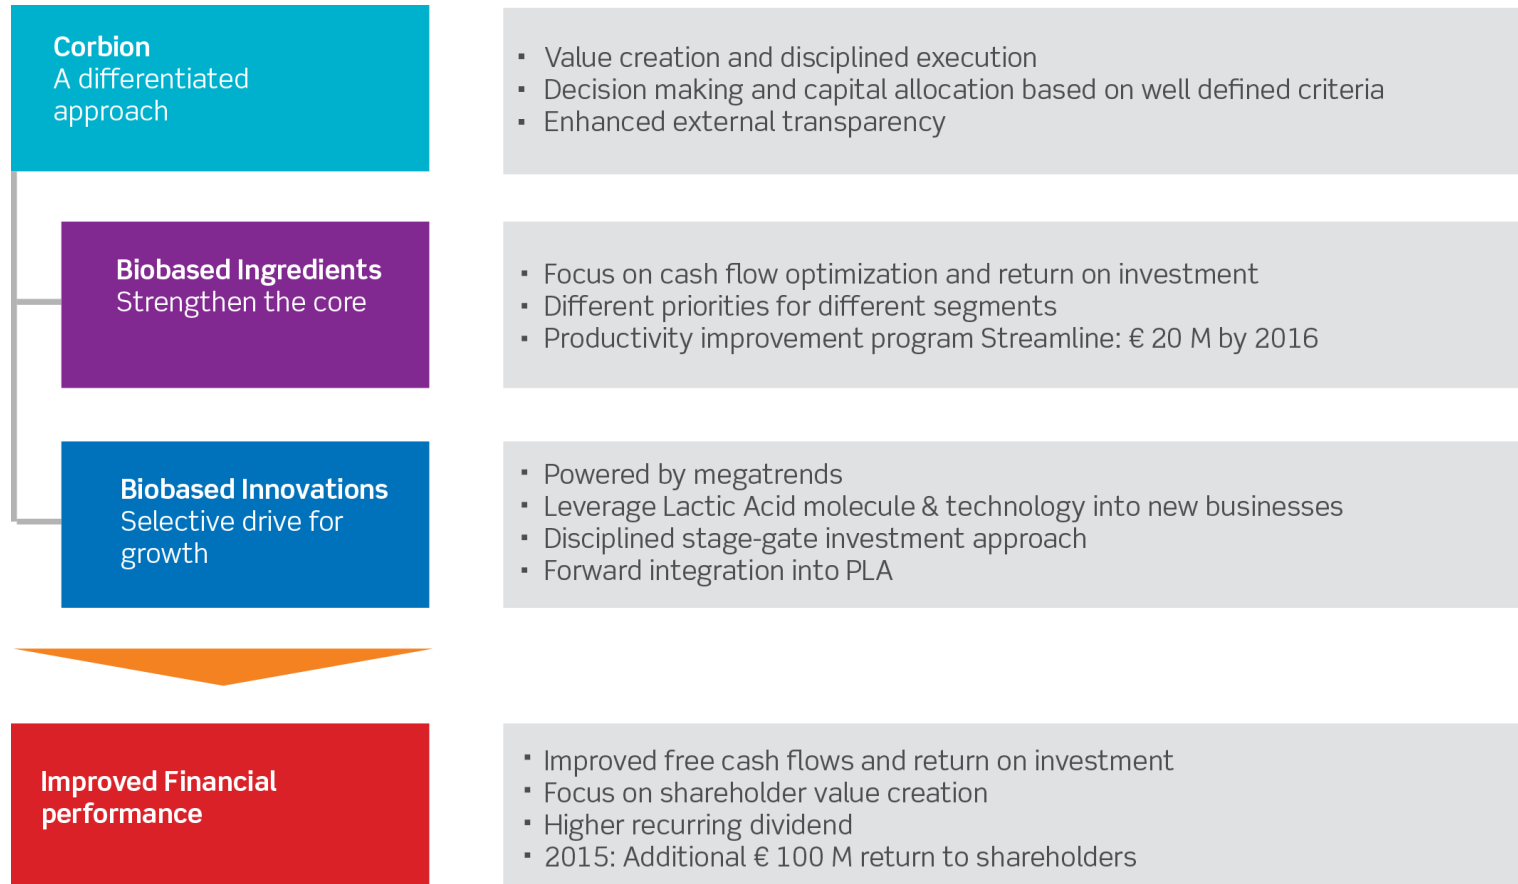 Corbion
A differentiated
approach
▪ Value creation and disciplined execution
▪ Decision making and capital allocation based on well defined criteria
▪ Enhanced external transparency
Biobased Ingredients
Strengthen the core
▪ Focus on cash flow optimization and return on investment
▪ Different priorities for different segments
▪ Productivity improvement program Streamline: € 20 M by 2016
Biobased Innovations
Selective drive for
growth
▪ Powered by megatrends
▪ Leverage Lactic Acid molecule & technology into new businesses
▪ Disciplined stage-gate investment approach
▪ Forward integration into PLA
Improved Financial
performance
▪ Improved free cash flows and return on investment
▪ Focus on shareholder value creation
▪ Higher recurring dividend
▪ 2015: Additional € 100 M return to shareholders